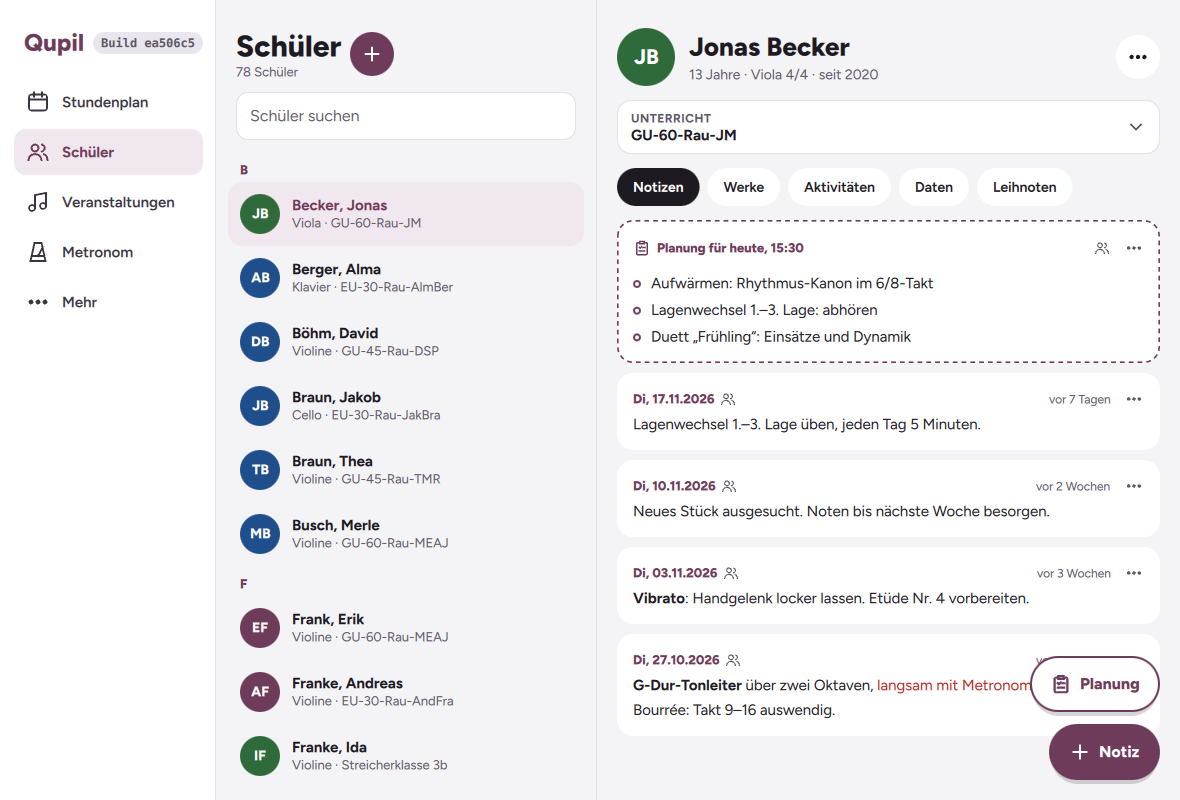 Qupil
Build ea506c5
Stundenplan
Schüler
Veranstaltungen
Metronom
Mehr
Schüler
78 Schüler
Schüler suchen
B
JB
Becker, Jonas
Viola · GU-60-Rau-JM
AB
Berger, Alma
Klavier · EU-30-Rau-AlmBer
DB
Böhm, David
Violine · GU-45-Rau-DSP
JB
Braun, Jakob
Cello · EU-30-Rau-JakBra
TB
Braun, Thea
Violine · GU-45-Rau-TMR
MB
Busch, Merle
Violine · GU-60-Rau-MEAJ
F
EF
Frank, Erik
Violine · GU-60-Rau-MEAJ
AF
Franke, Andreas
Violine · EU-30-Rau-AndFra
IF
Franke, Ida
Violine · Streicherklasse 3b
JB
Jonas Becker
13 Jahre · Viola 4/4 · seit 2020
UNTERRICHT
GU-60-Rau-JM
Notizen
Werke
Aktivitäten
Daten
Leihnoten
Planung für heute, 15:30
Aufwärmen: Rhythmus-Kanon im 6/8-Takt
Lagenwechsel 1.–3. Lage: abhören
Duett „Frühling“: Einsätze und Dynamik
Di, 17.11.2026
vor 7 Tagen
Lagenwechsel 1.–3. Lage üben, jeden Tag 5 Minuten.
Di, 10.11.2026
vor 2 Wochen
Neues Stück ausgesucht. Noten bis nächste Woche besorgen.
Di, 03.11.2026
vor 3 Wochen
Vibrato: Handgelenk locker lassen. Etüde Nr. 4 vorbereiten.
Di, 27.10.2026
G-Dur-Tonleiter über zwei Oktaven, langsam mit Metronom
Bourrée: Takt 9–16 auswendig.
Planung
Notiz